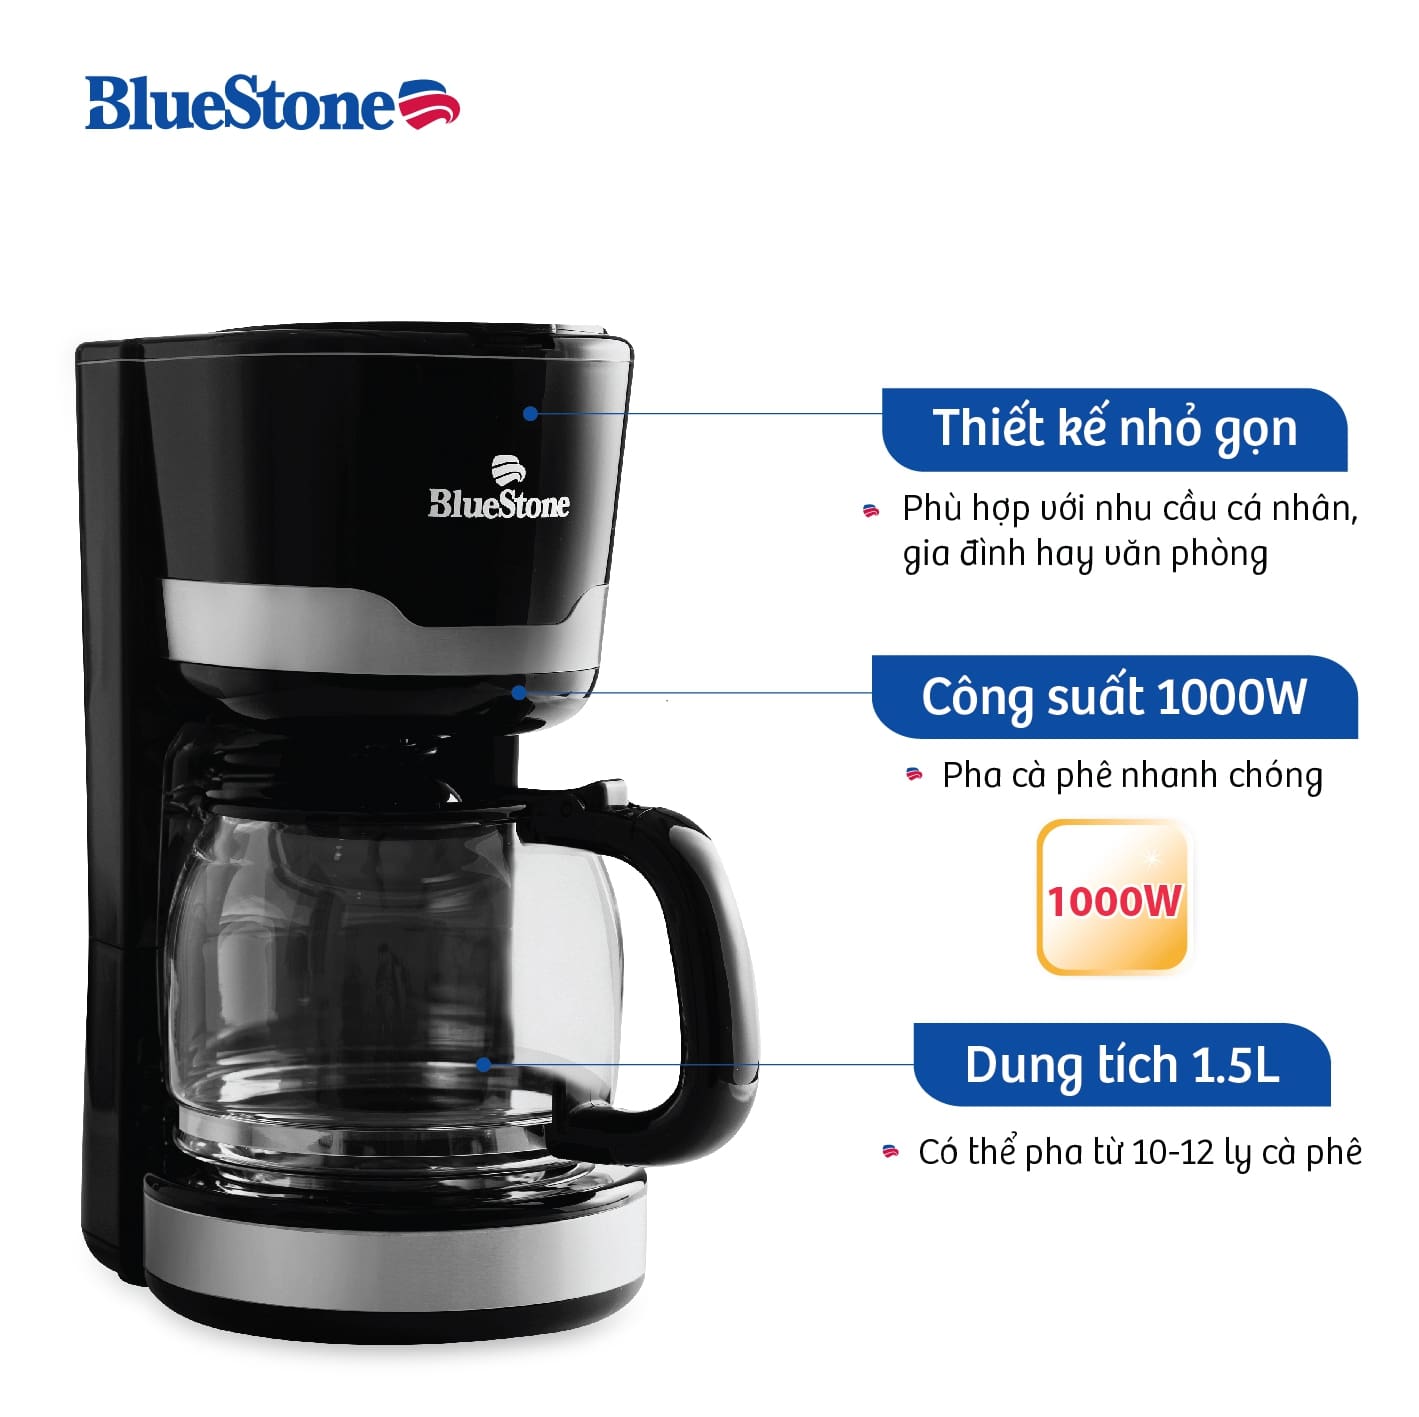 BlueStone
BlueStone
Thiết kế nhỏ gọn
Phù hợp với nhu cầu cá nhân,
gia đình hay văn phòng
Công suất 1000W
Pha cà phê nhanh chóng
1000W
Dung tích 1.5L
Có thể pha từ 10-12 ly cà phê